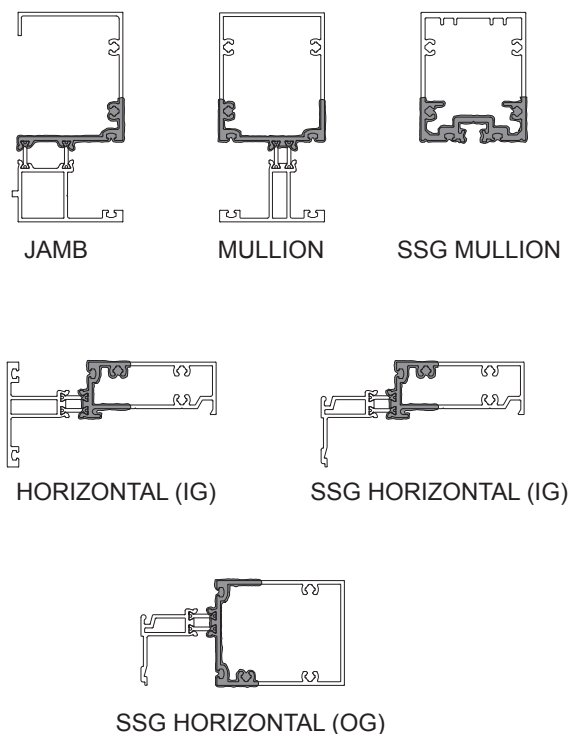 JAMB
MULLION
SSG MULLION
HORIZONTAL (IG)
SSG HORIZONTAL (IG)
SSG HORIZONTAL (OG)